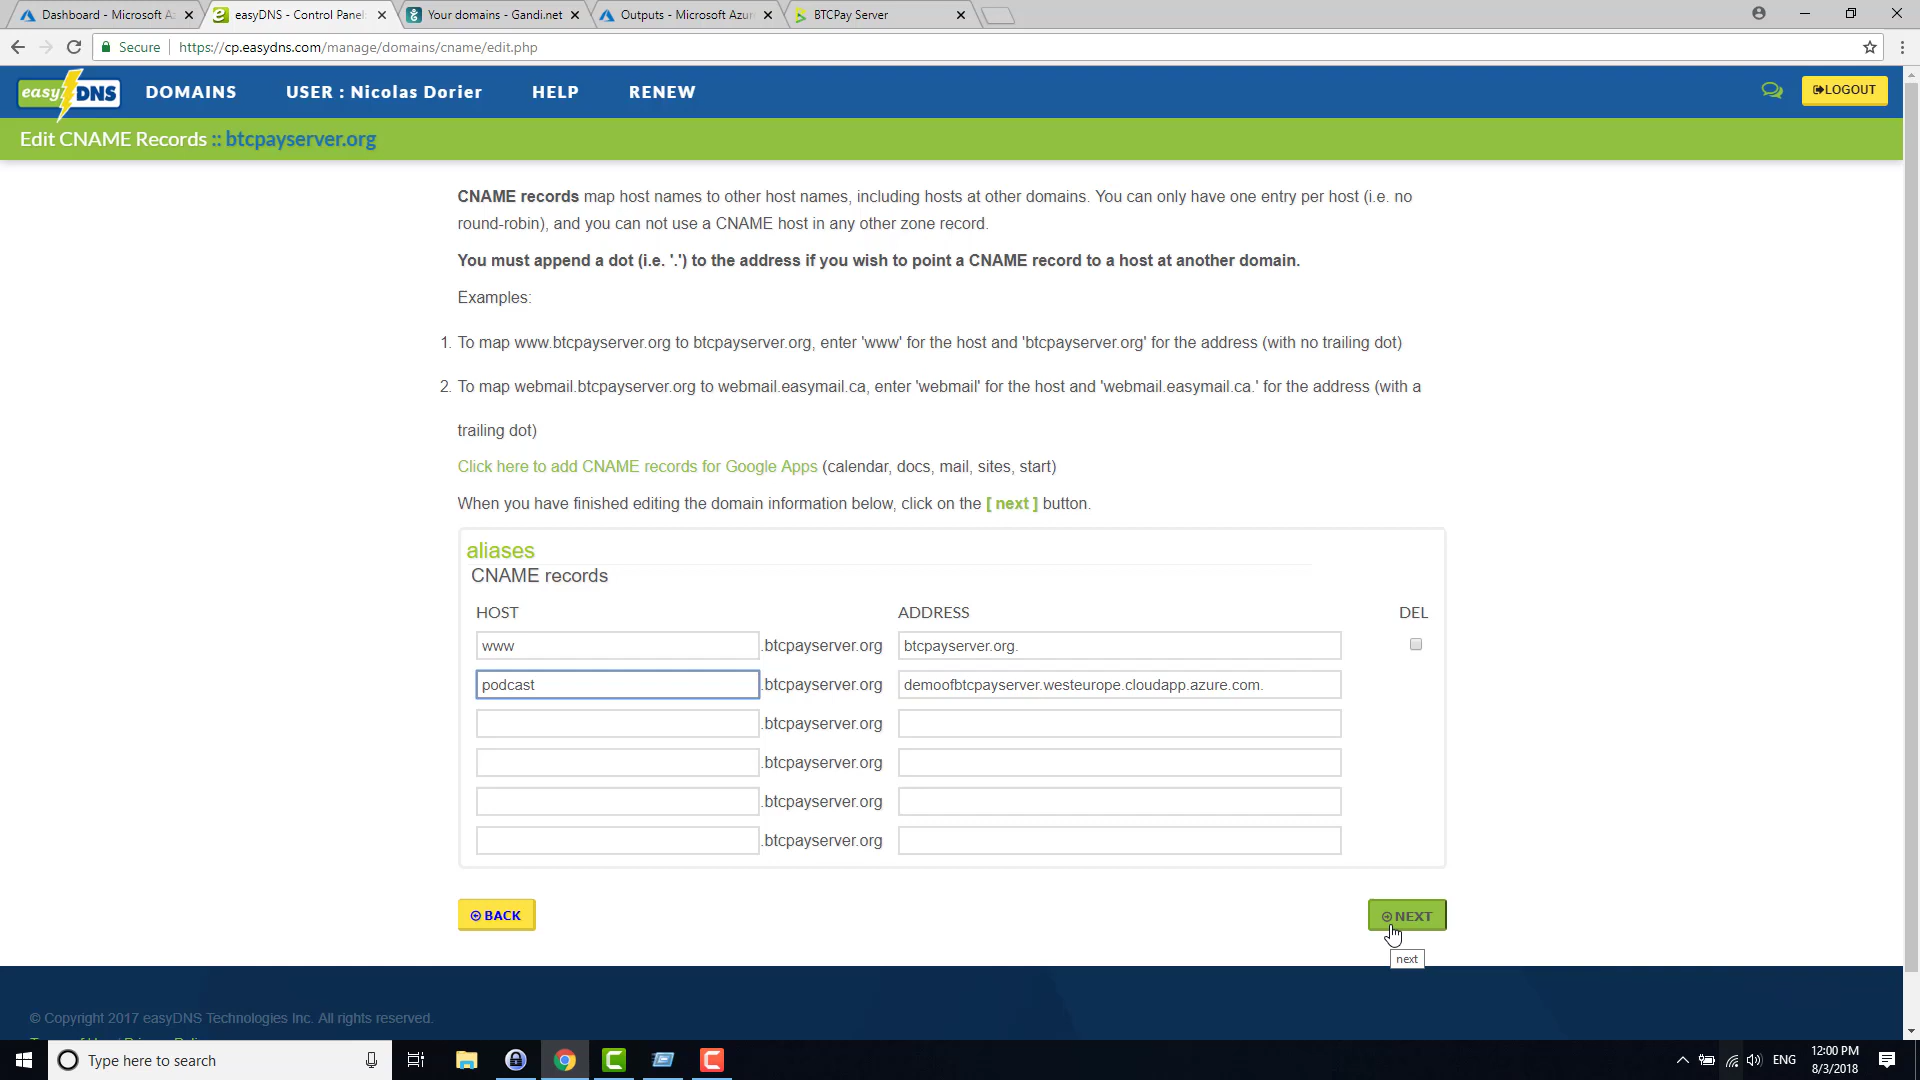 Dashboard - Microsoft Az
easyDNS - Control Panel
Your domains - Gandi.net
Outputs - Microsoft Azur
BTCPay Server
Secure
https://cp.easydns.com/manage/domains/cname/edit.php
easyDNS
DOMAINS
USER : Nicolas Dorier
HELP
RENEW
LOGOUT
Edit CNAME Records :: btcpayserver.org
CNAME records map host names to other host names, including hosts at other domains. You can only have one entry per host (i.e. no
round-robin), and you can not use a CNAME host in any other zone record.
You must append a dot (i.e. '.') to the address if you wish to point a CNAME record to a host at another domain.
Examples:
1. To map www.btcpayserver.org to btcpayserver.org, enter 'www' for the host and 'btcpayserver.org' for the address (with no trailing dot)
2. To map webmail.btcpayserver.org to webmail.easymail.ca, enter 'webmail' for the host and 'webmail.easymail.ca.' for the address (with a
trailing dot)
Click here to add CNAME records for Google Apps (calendar, docs, mail, sites, start)
When you have finished editing the domain information below, click on the [ next ] button.
aliases
CNAME records
HOST
ADDRESS
DEL
www
.btcpayserver.org
btcpayserver.org.
podcast
.btcpayserver.org
demoofbtcpayserver.westeurope.cloudapp.azure.com.
.btcpayserver.org
.btcpayserver.org
.btcpayserver.org
.btcpayserver.org
BACK
NEXT
next
© Copyright 2017 easyDNS Technologies Inc. All rights reserved.
Type here to search
ENG
12:00 PM
8/3/2018